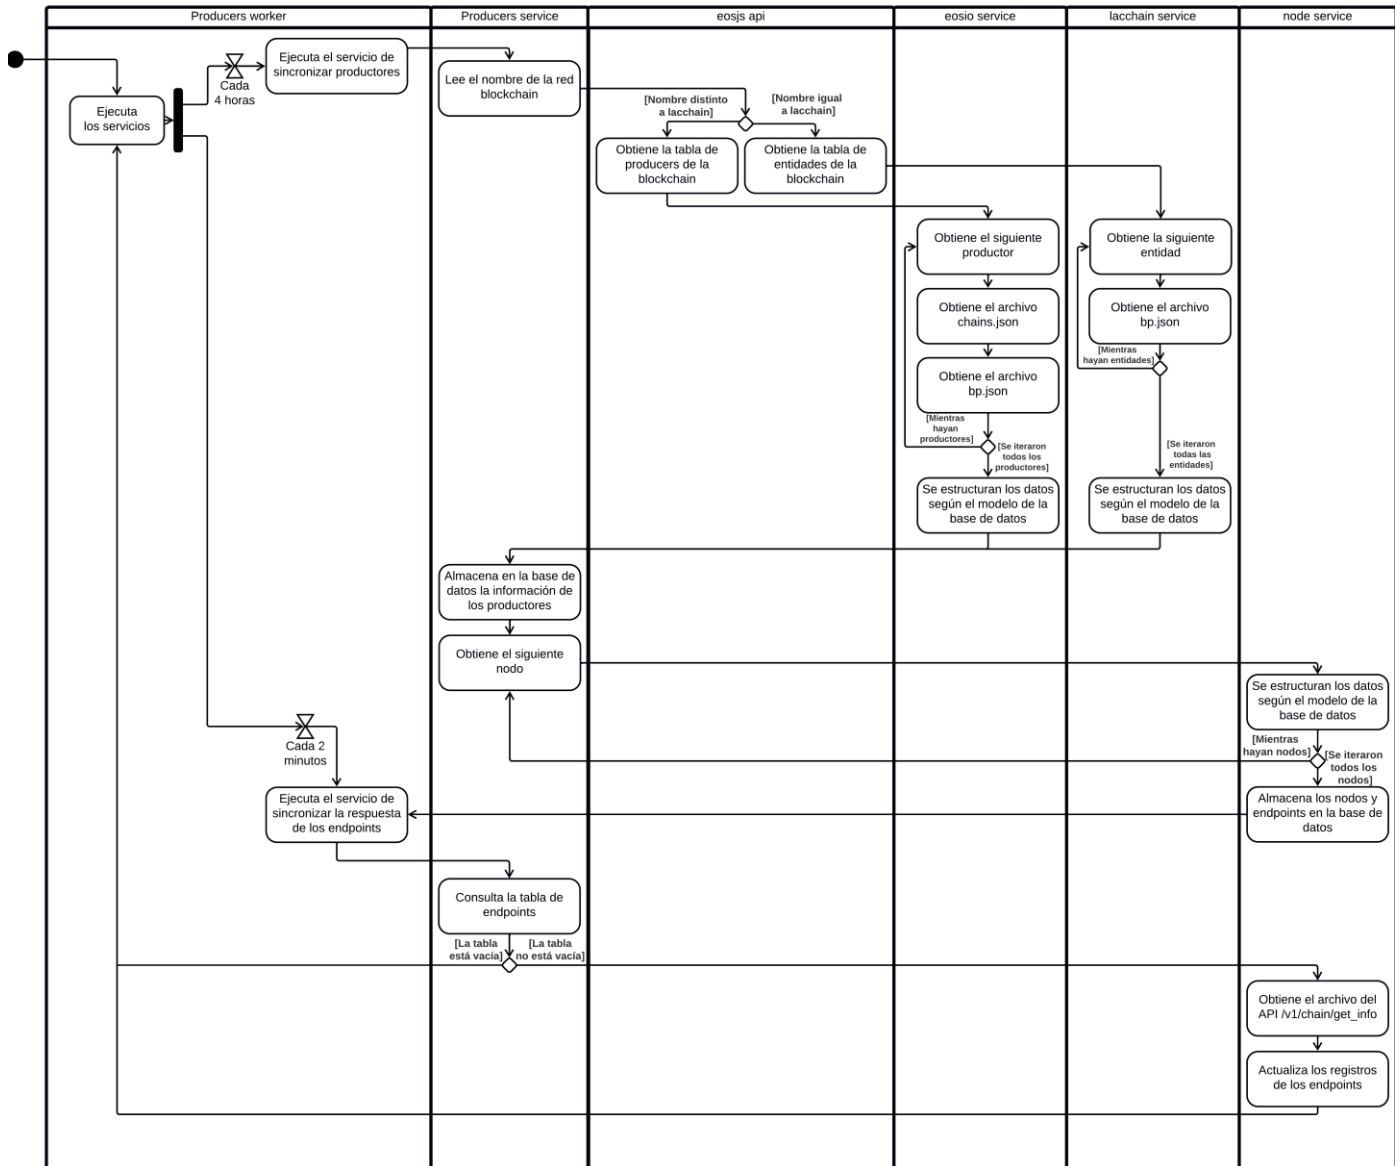 Producers worker
Producers service
eosjs api
eosio service
lacchain service
node service
Ejecuta
los servicios
Cada
4 horas
Ejecuta el servicio de
sincronizar productores
Lee el nombre de la red
blockchain
[Nombre distinto
a lacchain]
[Nombre igual
a lacchain]
Obtiene la tabla de
producers de la
blockchain
Obtiene la tabla de
entidades de la
blockchain
Obtiene el siguiente
productor
Obtiene el archivo
chains.json
Obtiene el archivo
bp.json
[Mientras
hayan
productores]
[Se iteraron
todos los
productores]
Se estructuran los datos
según el modelo de la
base de datos
Obtiene la siguiente
entidad
Obtiene el archivo
bp.json
[Mientras
hayan entidades]
[Se iteraron
todas las
entidades]
Se estructuran los datos
según el modelo de la
base de datos
Almacena en la base de
datos la información de
los productores
Obtiene el siguiente
nodo
Se estructuran los datos
según el modelo de la
base de datos
[Mientras
hayan nodos]
[Se iteraron
todos los
nodos]
Almacena los nodos y
endpoints en la base de
datos
Cada 2
minutos
Ejecuta el servicio de
sincronizar la respuesta
de los endpoints
Consulta la tabla de
endpoints
[La tabla
está vacía]
[La tabla
no está vacía]
Obtiene el archivo del
API /v1/chain/get_info
Actualiza los registros
de los endpoints